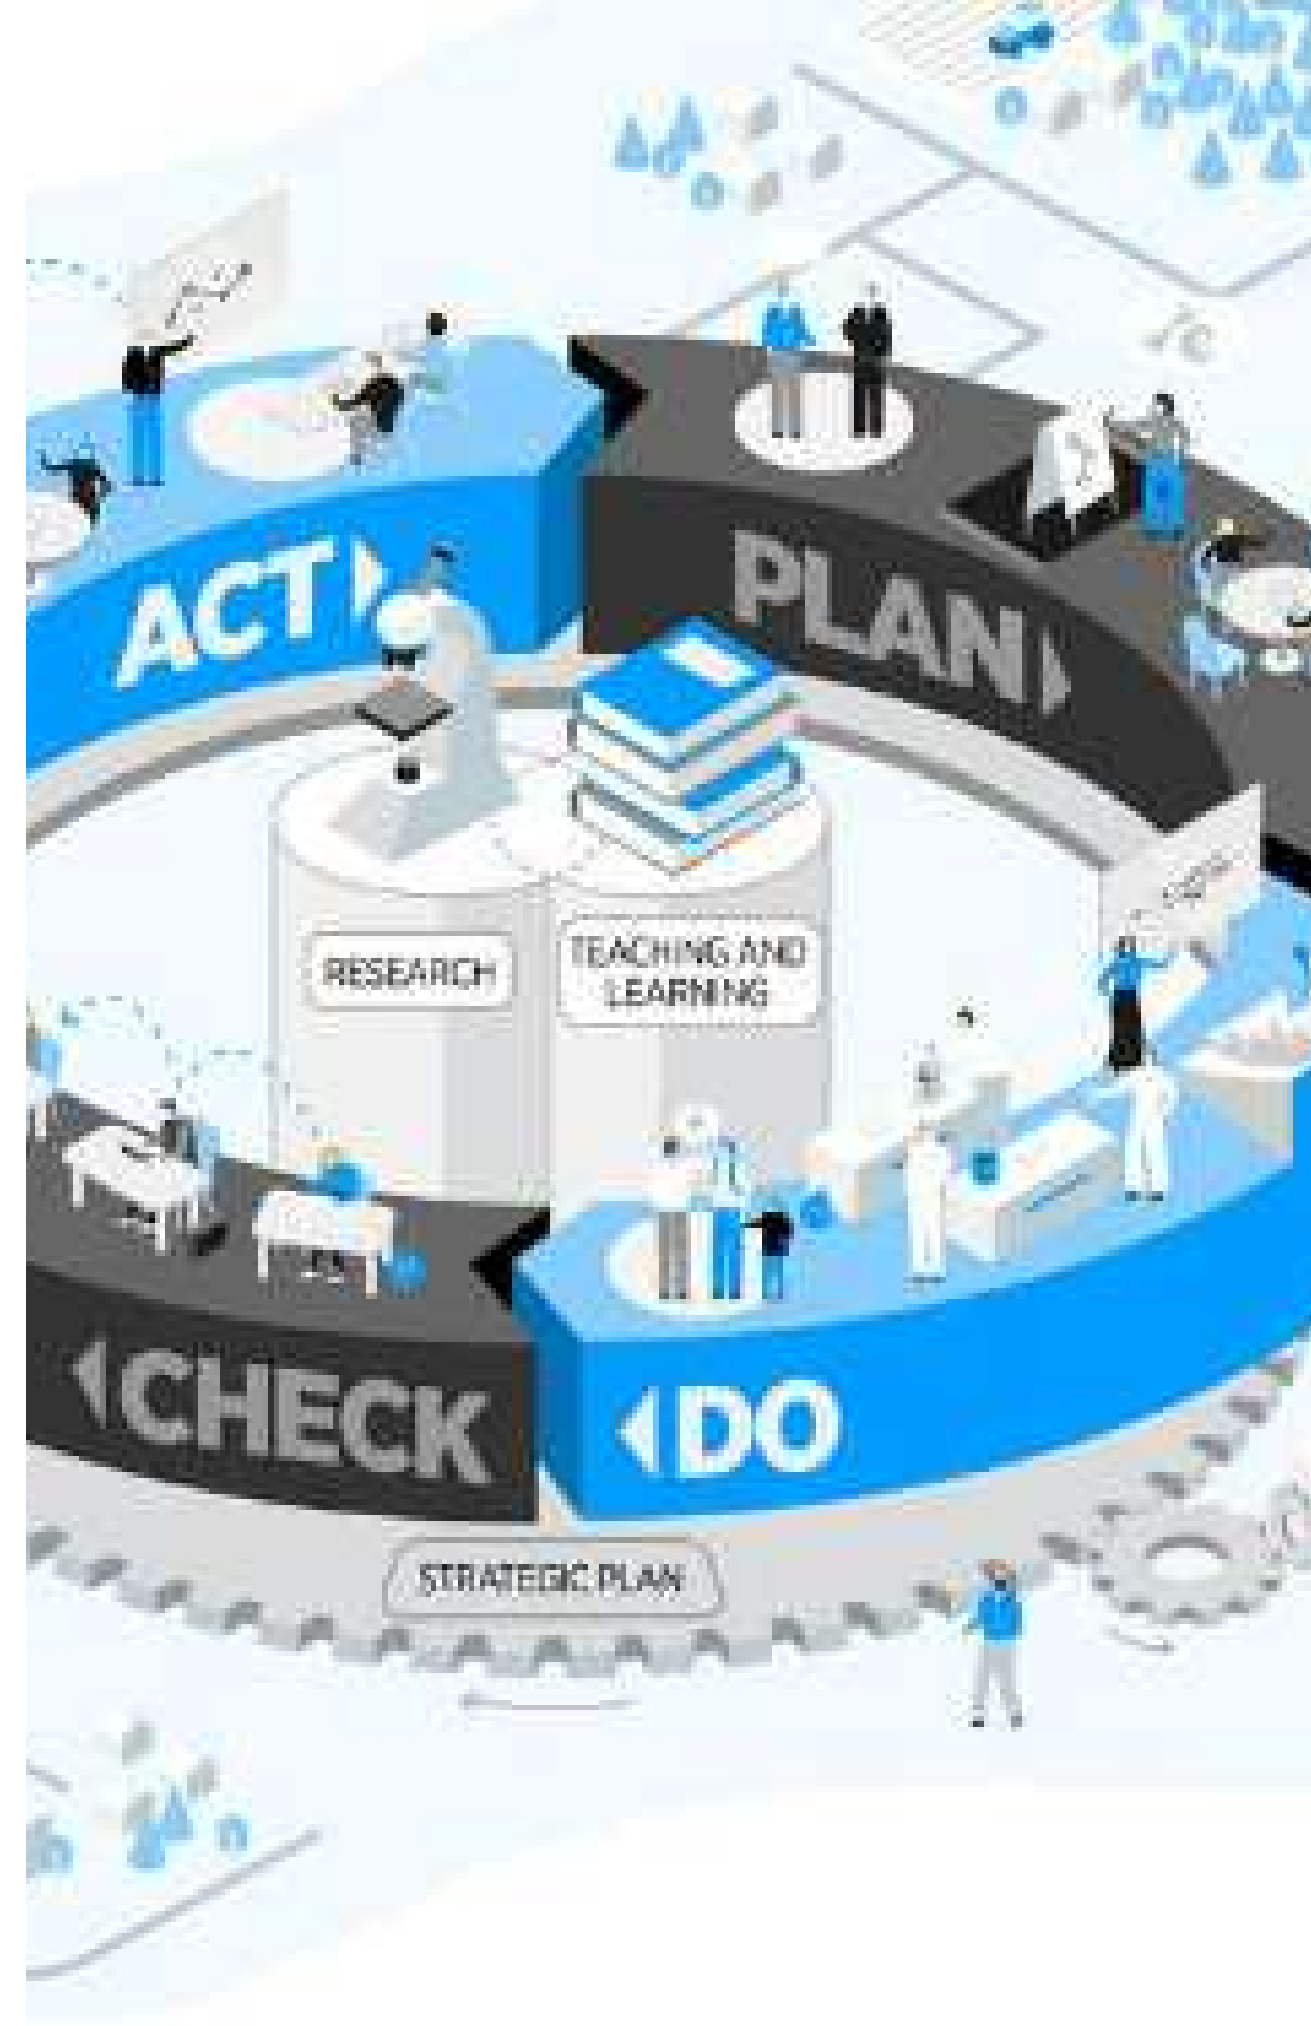 ACT
PLAN
RESEARCH
TEACHING AND
LEARNING
CHECK
DO
STRATEGIC PLAN